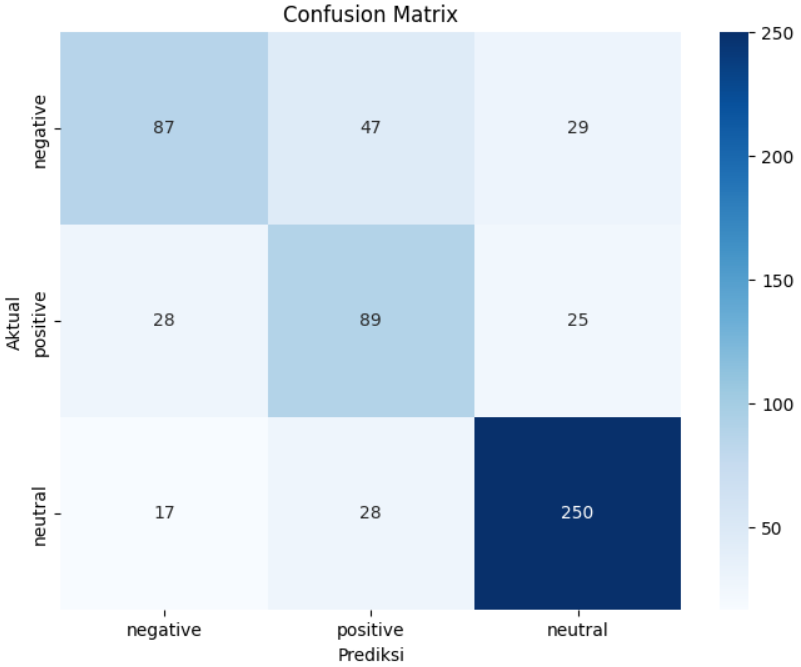 Confusion Matrix
negative
87
47
29
positive
28
89
25
neutral
17
28
250
Aktual
negative
positive
neutral
Prediksi
250
200
150
100
50